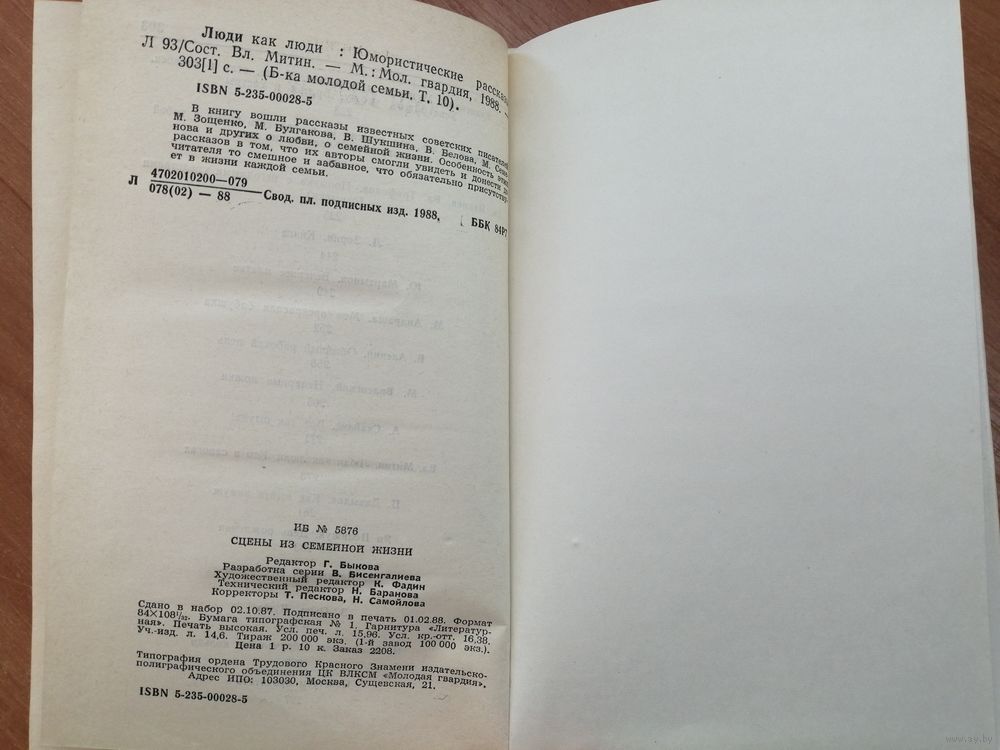 Люди как люди : Юмористические рассказы
Л 93/Сост. Вл. Митин. — М.: Мол. гвардия, 1988. —
303[1] с. — (Б-ка молодой семьи. Т. 10).
ISBN 5-235-00028-5
В книгу вошли рассказы известных советских писателей
М. Зощенко, М. Булгакова, В. Шукшина, В. Белова, М. Семе-
нова и других о любви, о семейной жизни. Особенность этих
рассказов в том, что их авторы смогли увидеть и донести до
читателя то смешное и забавное, что обязательно присутству-
ет в жизни каждой семьи.
Л 4702010200—079
078(02) — 88 Свод. пл. подписных изд. 1988. ББК 84Р7
ИБ № 5876
СЦЕНЫ ИЗ СЕМЕЙНОЙ ЖИЗНИ
Редактор Г. Быкова
Разработка серии В. Бисенгалиева
Художественный редактор К. Фадин
Технический редактор Н. Баранова
Корректоры Т. Пескова, Н. Самойлова
Сдано в набор 02.10.87. Подписано в печать 01.02.88. Формат
84×108¹/₃₂. Бумага типографская № 1. Гарнитура «Литератур-
ная». Печать высокая. Усл. печ. л. 15,96. Усл. кр.-отт. 16,38.
Уч.-изд. л. 14,6. Тираж 200 000 экз. (1-й завод 100 000 экз.).
Цена 1 р. 10 к. Заказ 2208.
Типография ордена Трудового Красного Знамени издательско-
полиграфического объединения ЦК ВЛКСМ «Молодая гвардия».
Адрес ИПО: 103030, Москва, Сущевская, 21.
ISBN 5-235-00028-5
www.ay.by